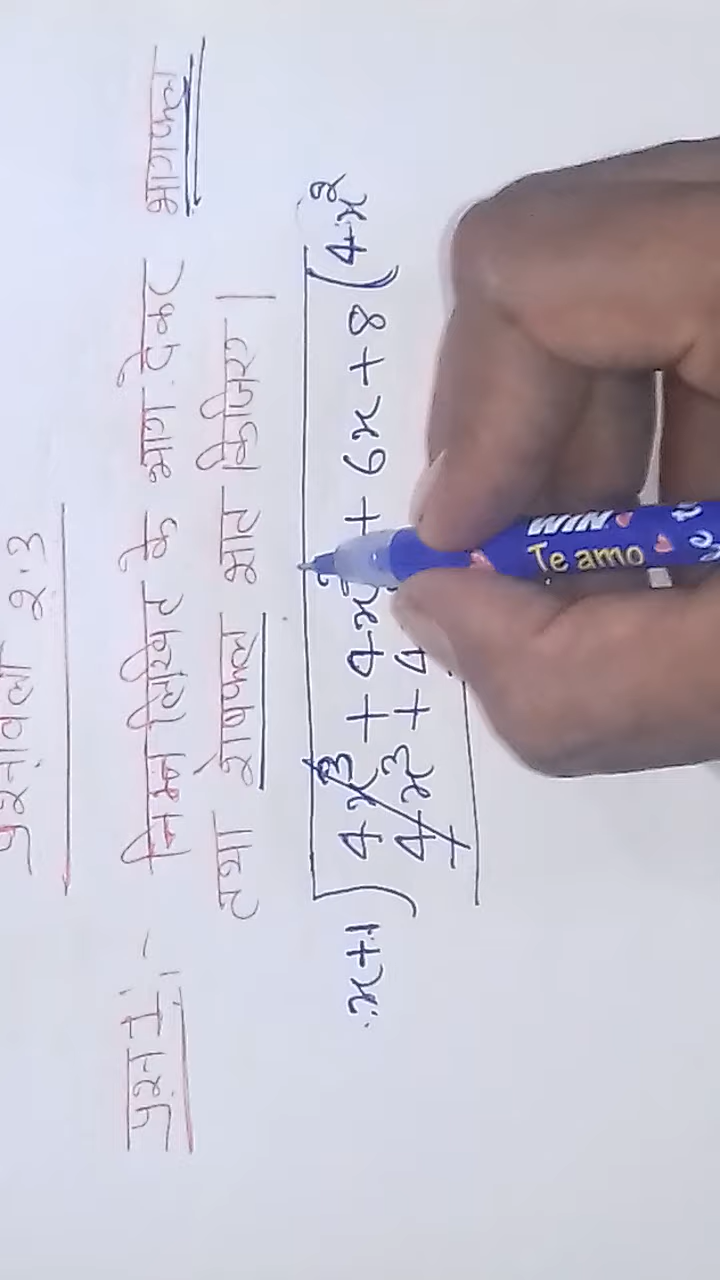 प्रश्नावली 2.3
प्रश्न 1:- निम्न लिखित के भाग देकर भागफल
तथा शेषफल ज्ञात किजिए।
x+1) 4x³ + 4x² + 6x + 8 (4x²
4x³ + 4
WIN
Te amo